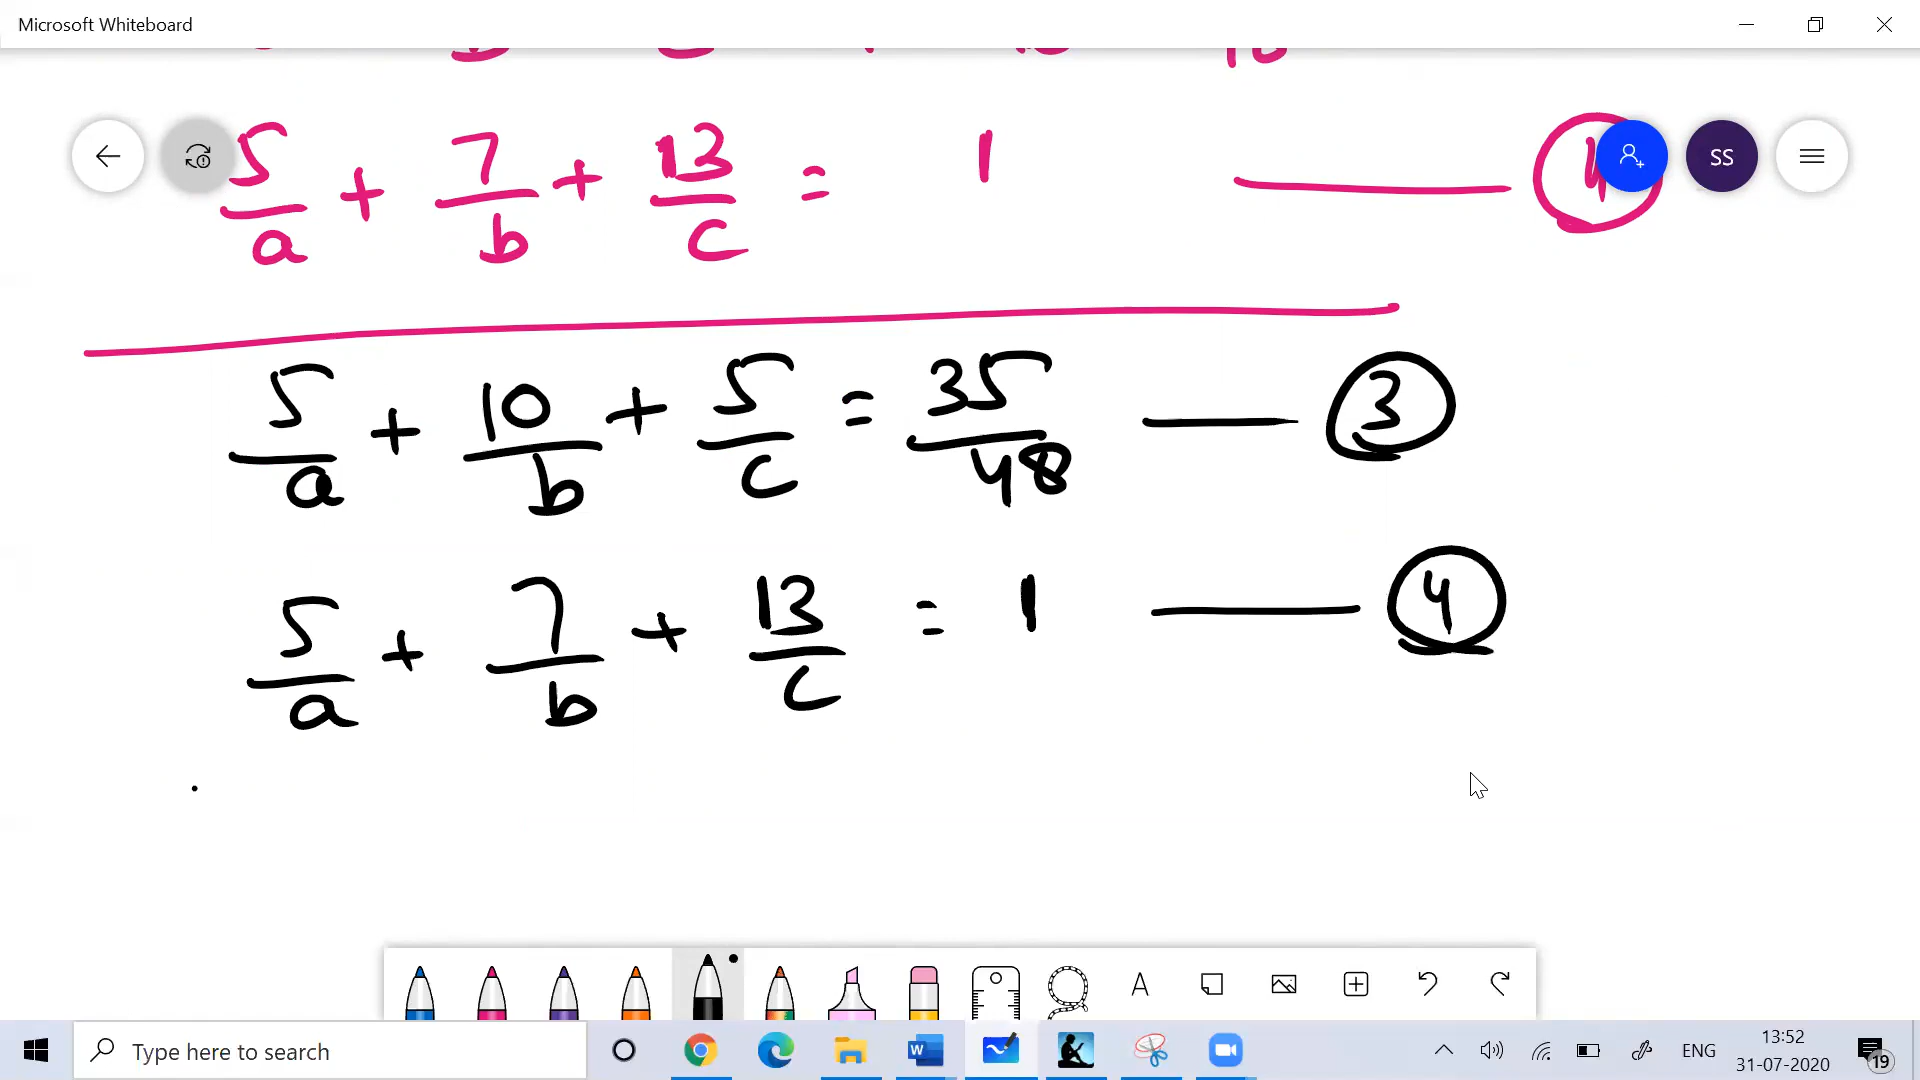 Microsoft Whiteboard
5/a + 7/b + 13/c = 1 ——— 4
SS
5/a + 10/b + 5/c = 35/48 ——— 3
5/a + 7/b + 13/c = 1 ——— 4
A
Type here to search
W
ENG
13:52
31-07-2020
19